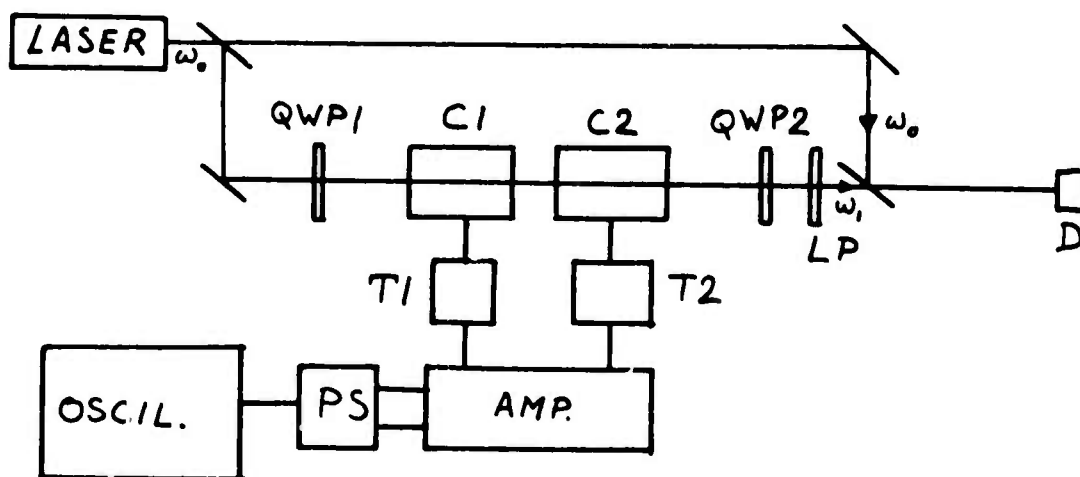 LASER
ω₀
QWP1
C1
C2
QWP2
ω₀
ω₁
LP
D
T1
T2
OSCIL.
PS
AMP.